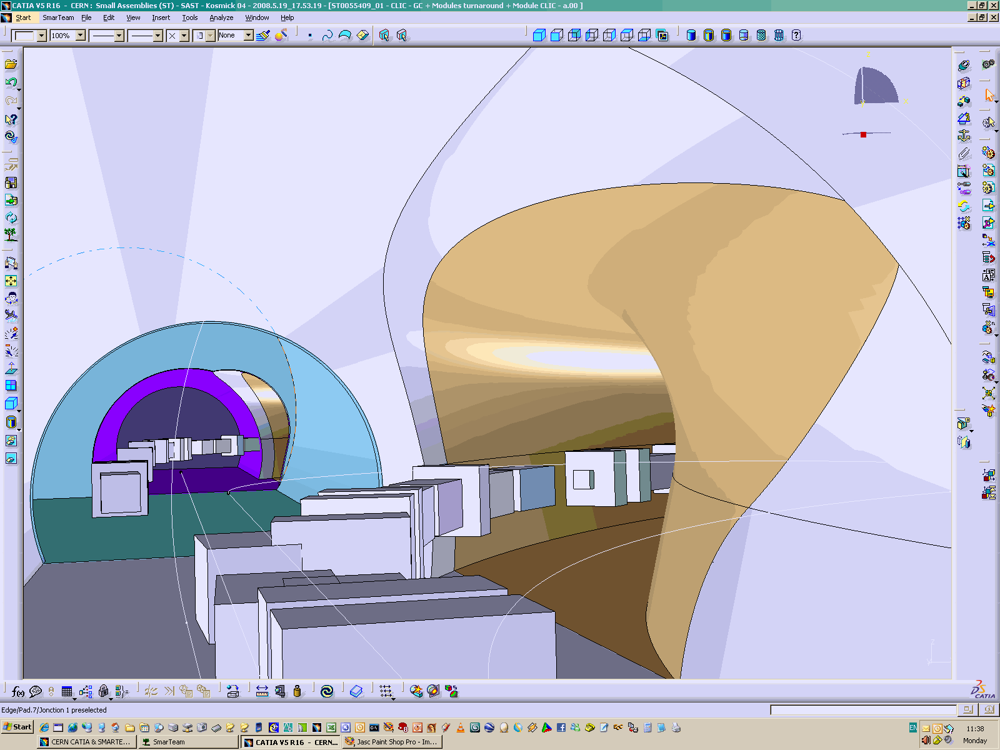 CATIA V5 R16 - CERN : Small Assemblies (ST) - SAST - Kosmick 04 - 2008.5.19_17.53.19 - [ST0055409_01 - CLIC - GC + Modules turnaround + Module CLIC - a.00 ]
Start SmarTeam File Edit View Insert Tools Analyze Window Help
100% None
z
DS
CATIA
Edge/Pad.7/Jonction 1 preselected
Start EN 11:38
CERN CATIA & SMARTE... SmarTeam CATIA V5 R16 - CERN... Jasc Paint Shop Pro - Im... Monday